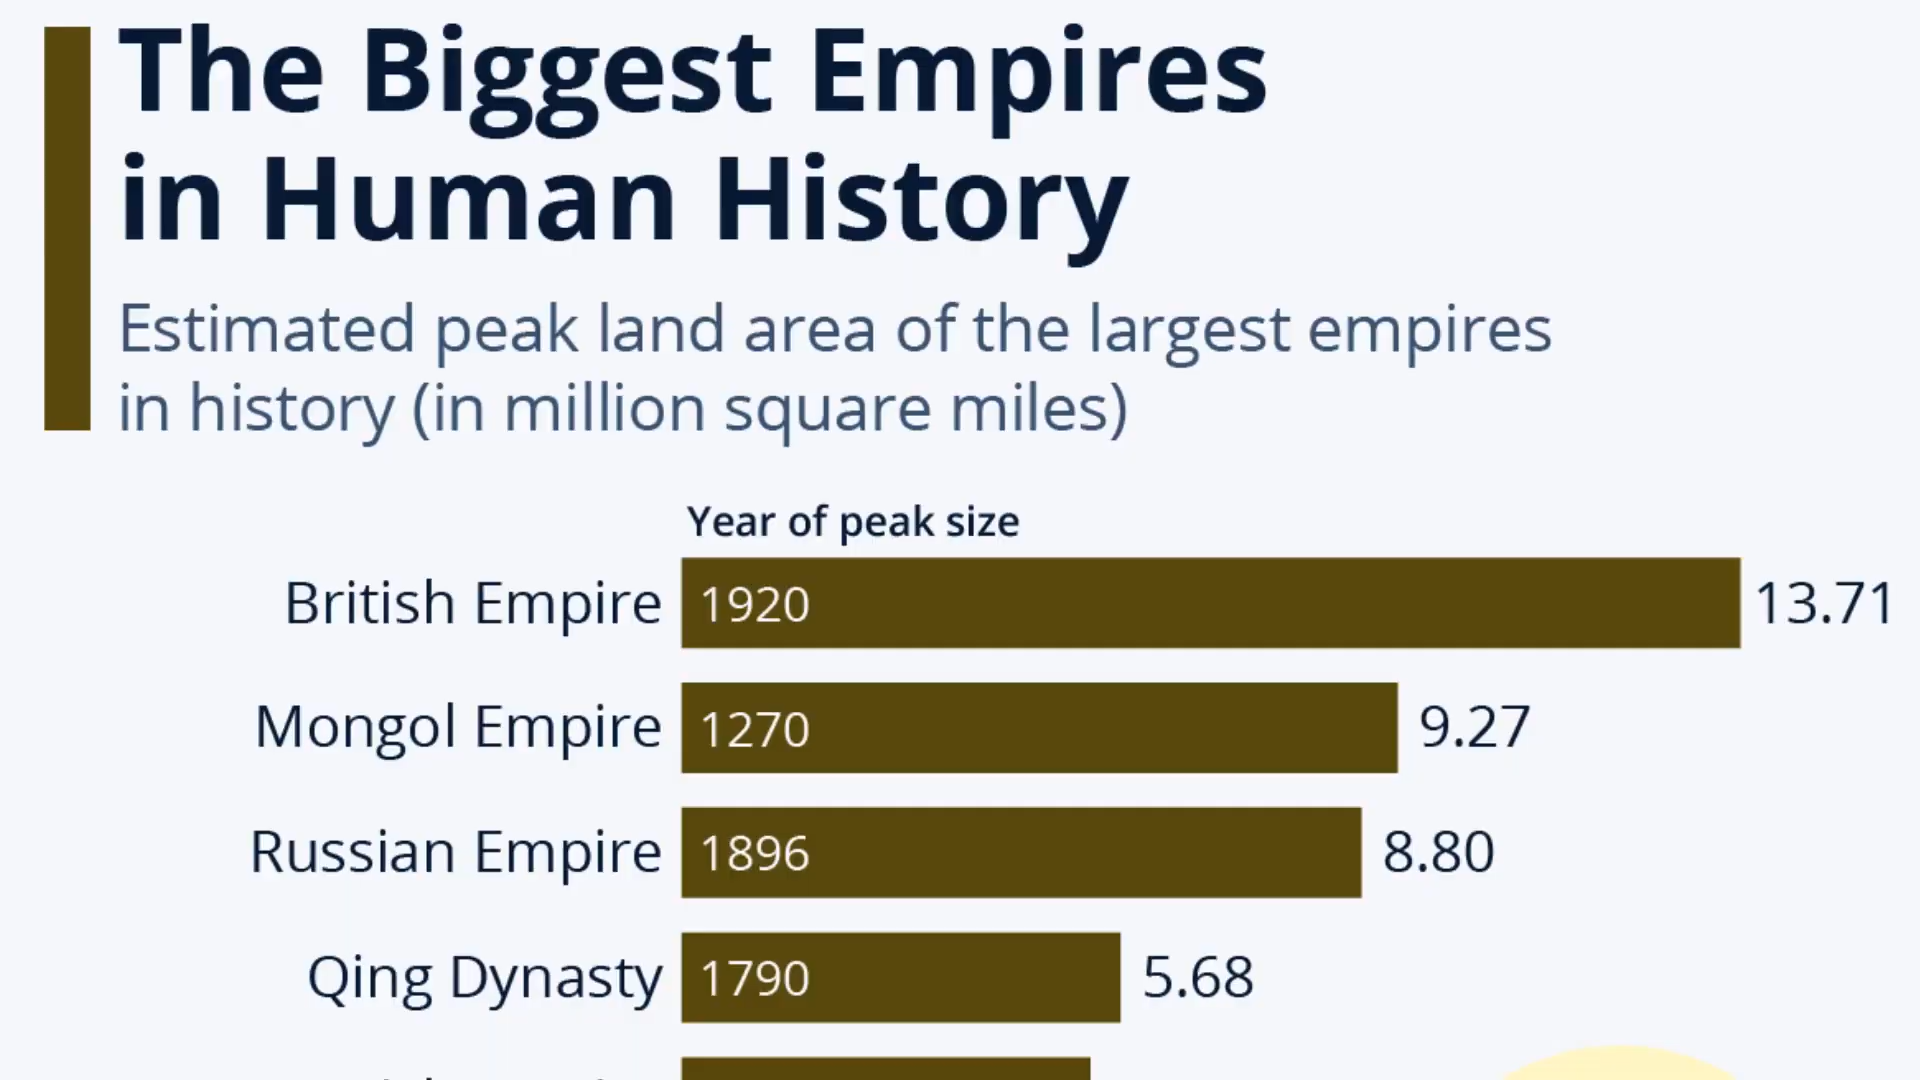 The Biggest Empires
in Human History
Estimated peak land area of the largest empires
in history (in million square miles)
Year of peak size
British Empire 1920 13.71
Mongol Empire 1270 9.27
Russian Empire 1896 8.80
Qing Dynasty 1790 5.68